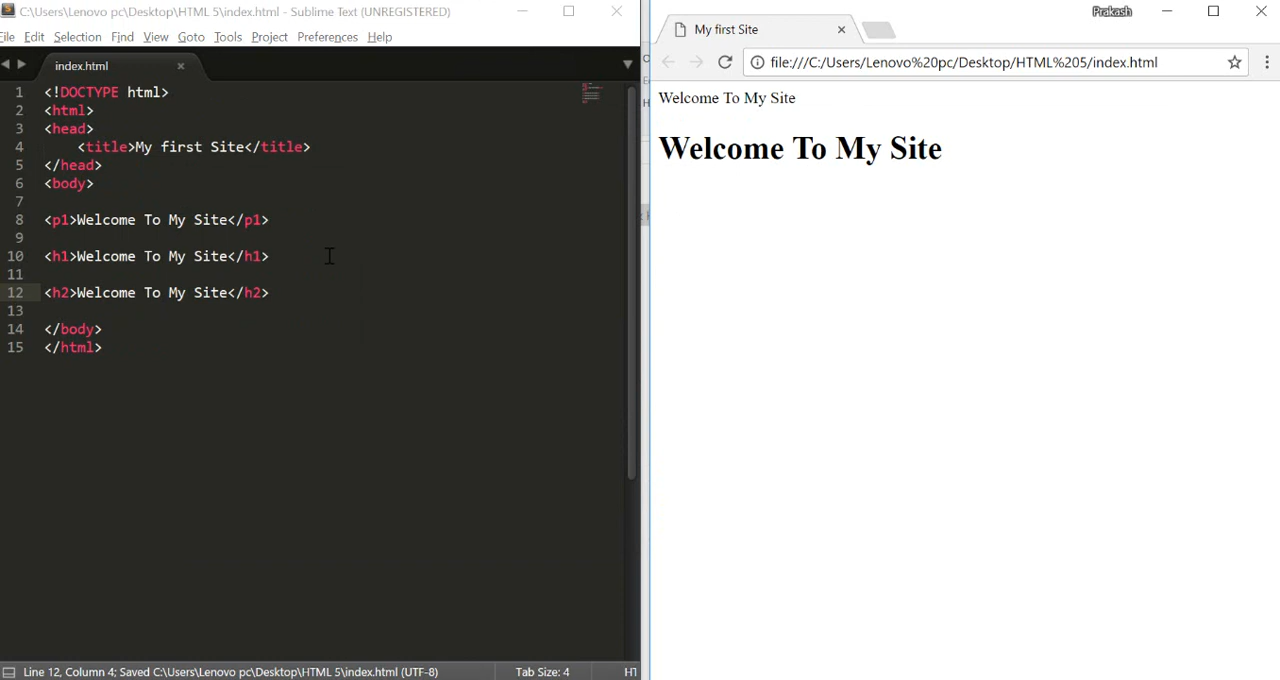 C:\Users\Lenovo pc\Desktop\HTML 5\index.html - Sublime Text (UNREGISTERED)
File Edit Selection Find View Goto Tools Project Preferences Help
index.html
1 <!DOCTYPE html>
2 <html>
3 <head>
4 <title>My first Site</title>
5 </head>
6 <body>
7
8 <p1>Welcome To My Site</p1>
9
10 <h1>Welcome To My Site</h1>
11
12 <h2>Welcome To My Site</h2>
13
14 </body>
15 </html>
Line 12, Column 4; Saved C:\Users\Lenovo pc\Desktop\HTML 5\index.html (UTF-8) Tab Size: 4 HT
Prakash
My first Site
file:///C:/Users/Lenovo%20pc/Desktop/HTML%205/index.html
Welcome To My Site
Welcome To My Site